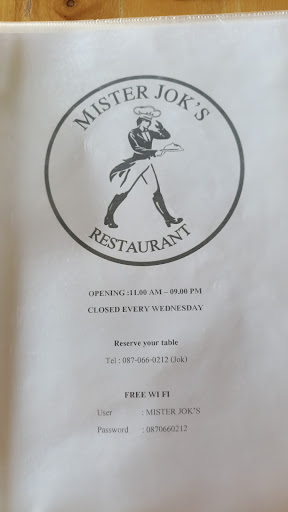 MISTER JOK'S
RESTAURANT
OPENING :11.00 AM – 09.00 PM
CLOSED EVERY WEDNESDAY
Reserve your table
Tel : 087-066-0212 (Jok)
FREE WI FI
User : MISTER JOK'S
Password : 0870660212